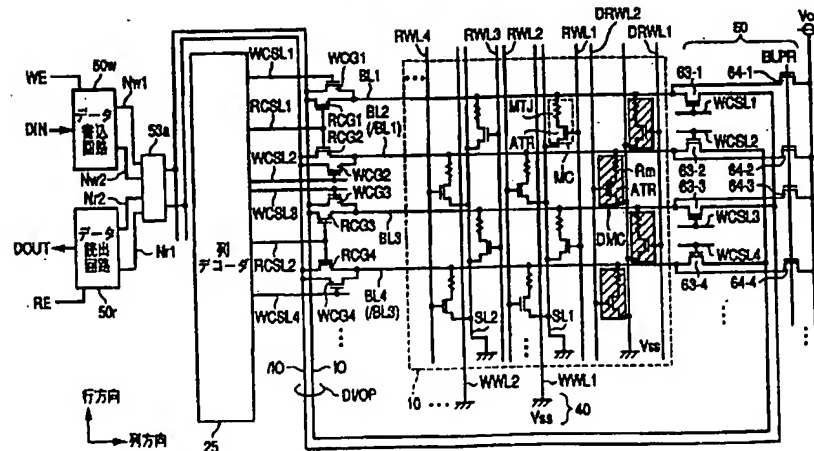 RWL4
RWL3
RWL2
RWL1
DRWL2
DRWL1
60
BLPR
WE
50w
DIN
データ
書込
回路
Nw1
Nw2
53a
Nr2
Nr1
DOUT
データ
読出
回路
RE
50r
WCSL1
RCSL1
WCSL2
WCSL3
RCSL2
WCSL4
列
デコーダ
25
WCG1
RCG1
RCG2
WCG2
WCG3
RCG3
RCG4
WCG4
BL1
BL2
(/BL1)
BL3
BL4
(/BL3)
MTJ
ATR
MC
Rm
ATR
DMC
63-1
64-1
WCSL1
WCSL2
63-2
64-2
63-3
64-3
WCSL3
WCSL4
63-4
64-4
SL2
SL1
Vss
/IO
IO
DI/OP
10
WWL2
WWL1
Vss
40
行方向
列方向